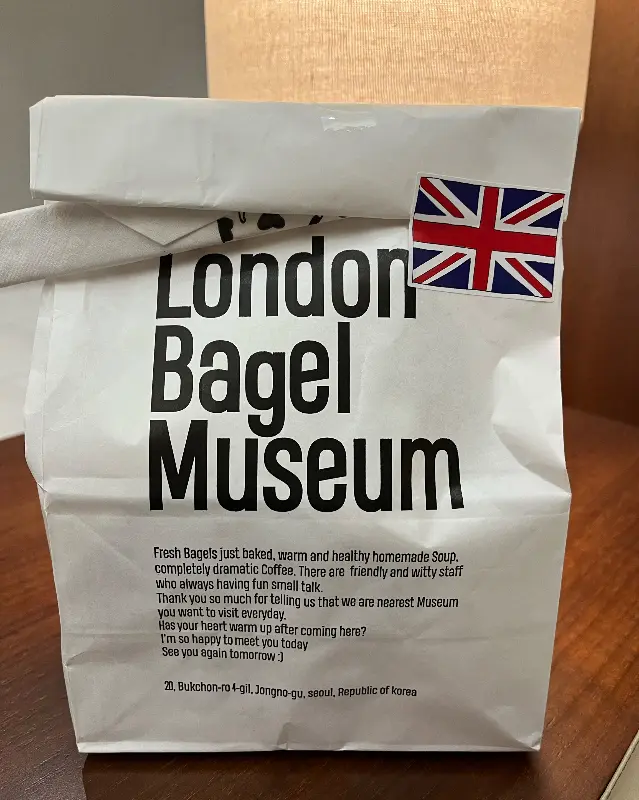 London
Bagel
Museum
Fresh Bagels just baked, warm and healthy homemade Soup,
completely dramatic Coffee. There are friendly and witty staff
who always having fun small talk.
Thank you so much for telling us that we are nearest Museum
you want to visit everyday.
Has your heart warm up after coming here?
I'm so happy to meet you today
See you again tomorrow :)
20, Bukchon-ro 4-gil, Jongno-gu, seoul, Republic of korea